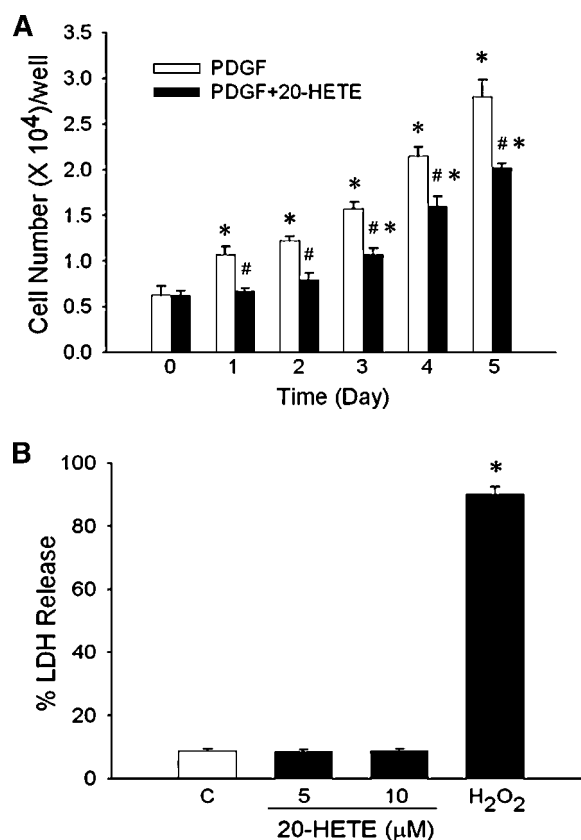 A
Cell Number (X 10⁴)/well
3.5
3.0
2.5
2.0
1.5
1.0
0.5
0.0
PDGF
PDGF+20-HETE
* # * # * # * * # * * # *
0 1 2 3 4 5
Time (Day)
B
% LDH Release
100
80
60
40
20
0
*
C 5 10 H₂O₂
20-HETE (μM)